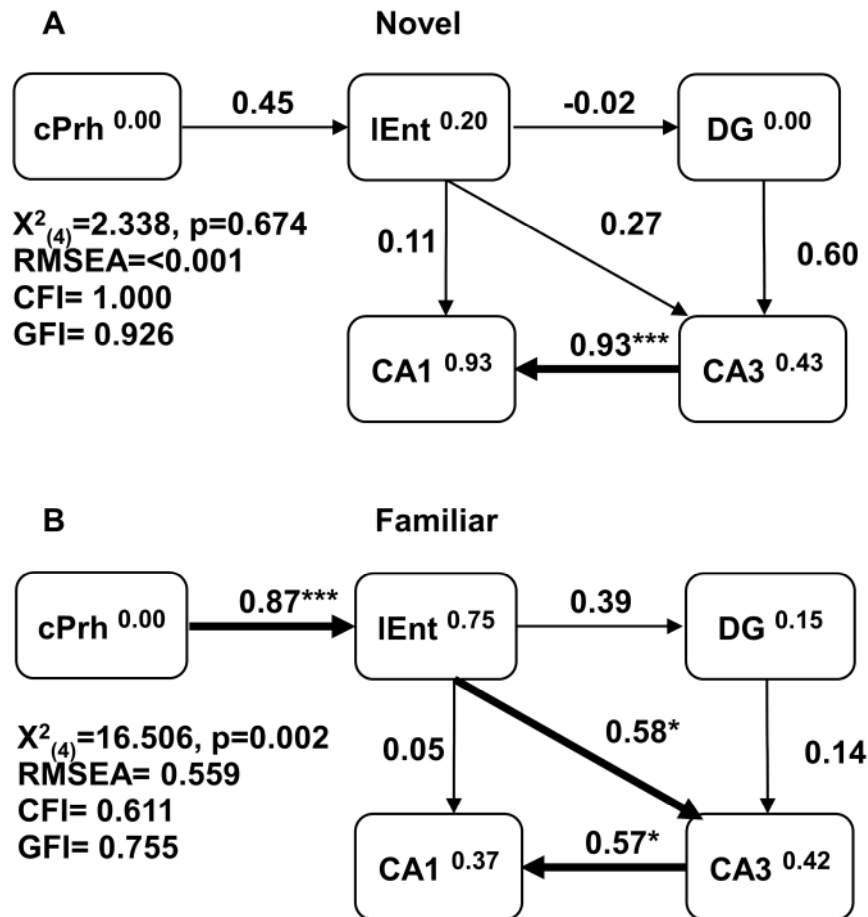 A Novel
cPrh 0.00 0.45 lEnt 0.20 -0.02 DG 0.00
X²(4)=2.338, p=0.674
RMSEA=<0.001
CFI= 1.000
GFI= 0.926
0.11 0.27 0.60
CA1 0.93 0.93*** CA3 0.43
B Familiar
cPrh 0.00 0.87*** lEnt 0.75 0.39 DG 0.15
X²(4)=16.506, p=0.002
RMSEA= 0.559
CFI= 0.611
GFI= 0.755
0.05 0.58* 0.14
CA1 0.37 0.57* CA3 0.42